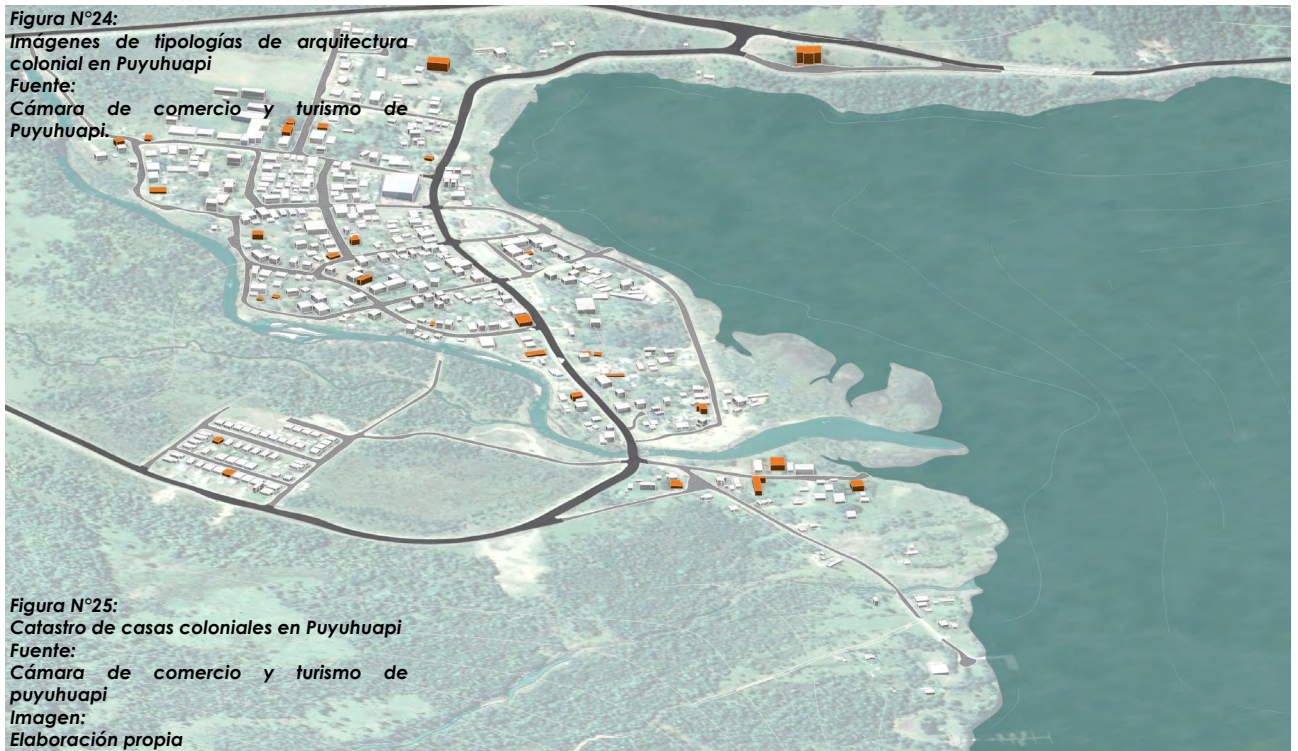 Figura N°24:
Imágenes de tipologías de arquitectura
colonial en Puyuhuapi
Fuente:
Cámara de comercio y turismo de
Puyuhuapi.
Figura N°25:
Catastro de casas coloniales en Puyuhuapi
Fuente:
Cámara de comercio y turismo de
puyuhuapi
Imagen:
Elaboración propia